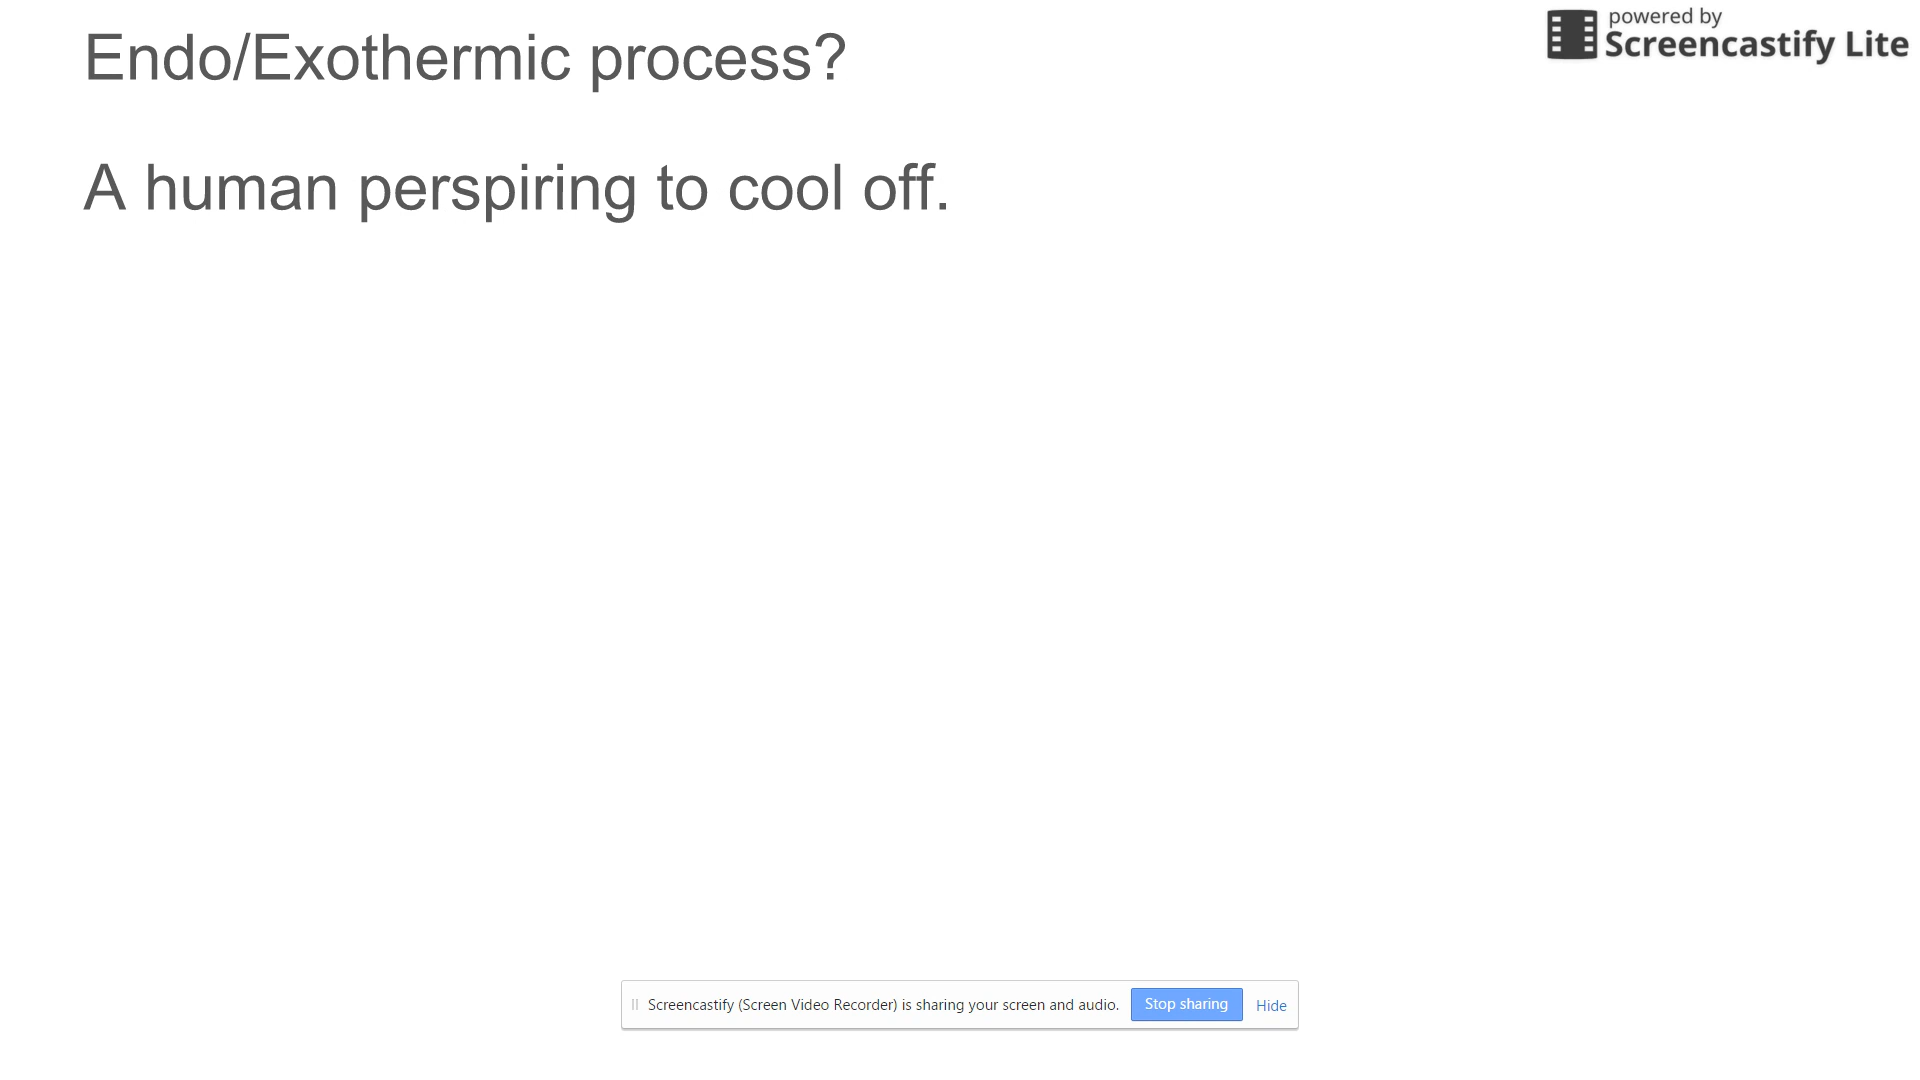 Endo/Exothermic process?
powered by
Screencastify Lite
A human perspiring to cool off.
Screencastify (Screen Video Recorder) is sharing your screen and audio. Stop sharing Hide